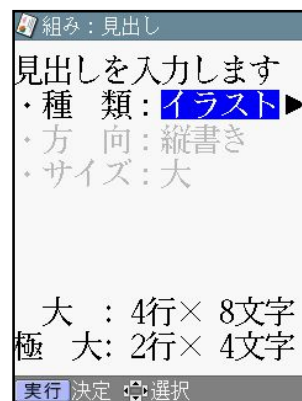 組み：見出し
見出しを入力します
・種　類：イラスト▶
・方　向：縦書き
・サイズ：大
大　：4行×　8文字
極　大：2行×　4文字
実行 決定 選択